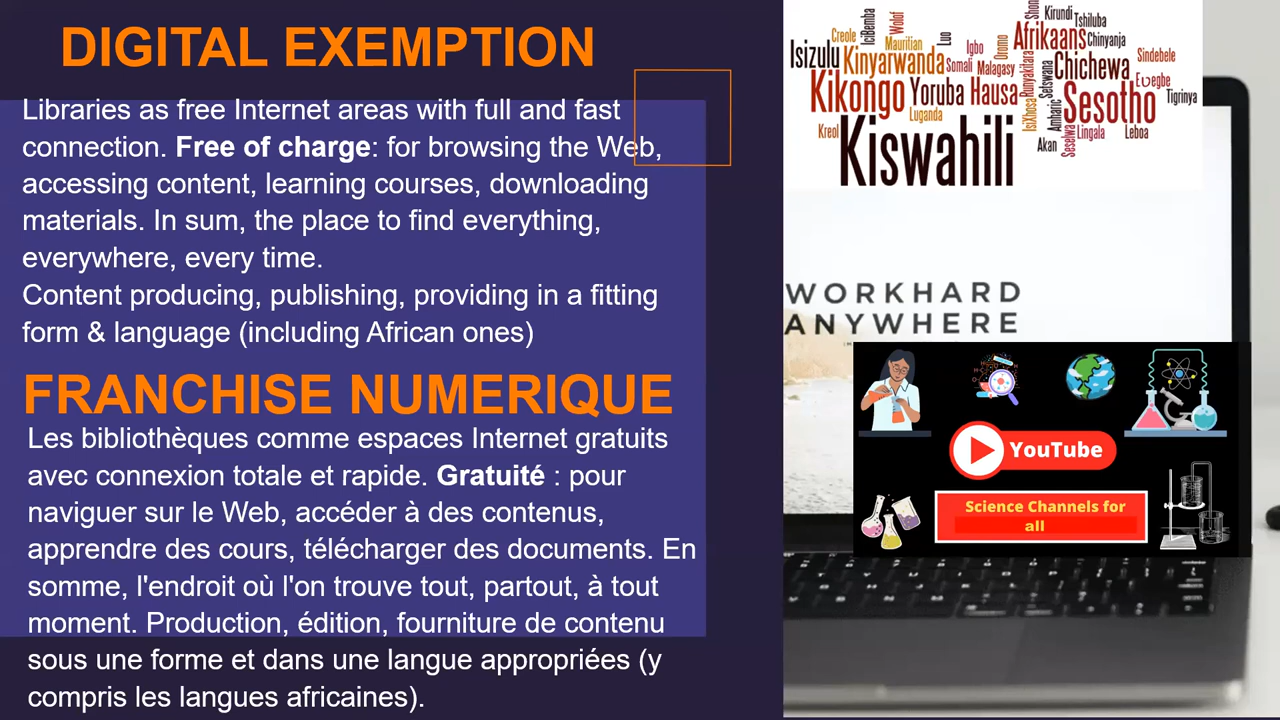 DIGITAL EXEMPTION
Libraries as free Internet areas with full and fast
connection. Free of charge: for browsing the Web,
accessing content, learning courses, downloading
materials. In sum, the place to find everything,
everywhere, every time.
Content producing, publishing, providing in a fitting
form & language (including African ones)
FRANCHISE NUMERIQUE
Les bibliothèques comme espaces Internet gratuits
avec connexion totale et rapide. Gratuité : pour
naviguer sur le Web, accéder à des contenus,
apprendre des cours, télécharger des documents. En
somme, l'endroit où l'on trouve tout, partout, à tout
moment. Production, édition, fourniture de contenu
sous une forme et dans une langue appropriées (y
compris les langues africaines).
Creole
IciBemba
Wolof
Mauritian
Luo
Isizulu
Kinyarwanda
Somali
Igbo
Malagasy
Oromo
Kikongo
Yoruba
Hausa
Luganda
Kreol
Kiswahili
Shon
Kirundi
Tshiluba
Afrikaans
Chinyanja
Runyakitara
Setswana
Chichewa
Sindebele
IsiXhosa
Amharic
Sesotho
Tigrinya
Akan
Seselwa
Lingala
Leboa
WORKHARD
ANYWHERE
YouTube
Science Channels for
all